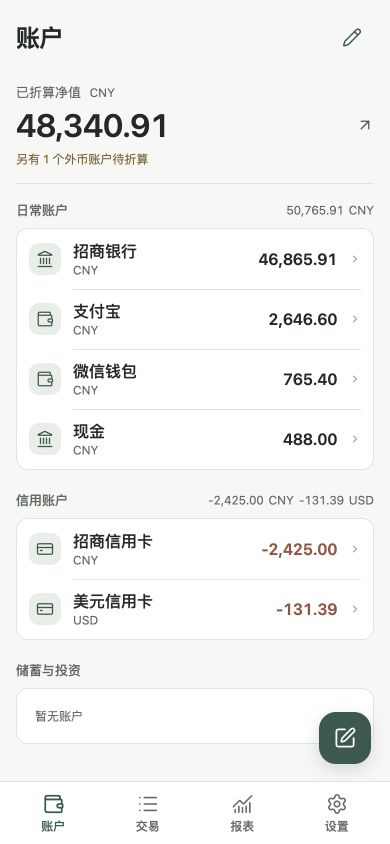 账户
已折算净值 CNY
48,340.91
另有 1 个外币账户待折算
日常账户 50,765.91 CNY
招商银行 46,865.91
CNY
支付宝 2,646.60
CNY
微信钱包 765.40
CNY
现金 488.00
CNY
信用账户 -2,425.00 CNY -131.39 USD
招商信用卡 -2,425.00
CNY
美元信用卡 -131.39
USD
储蓄与投资
暂无账户
账户 交易 报表 设置